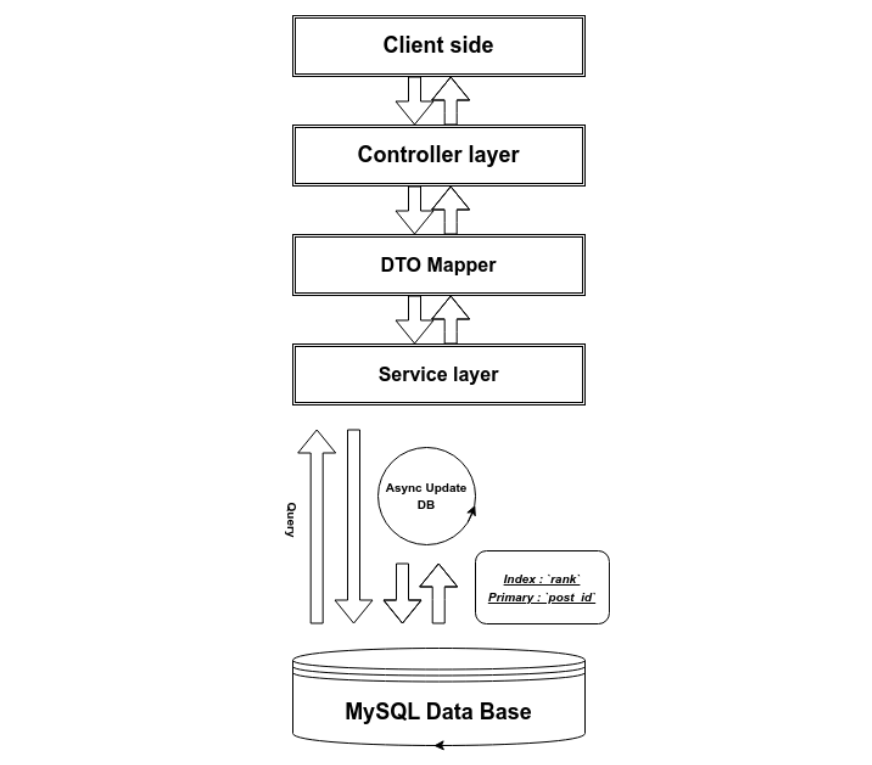 Client side
Controller layer
DTO Mapper
Service layer
Query
Async Update
DB
Index : `rank`
Primary : `post_id`
MySQL Data Base